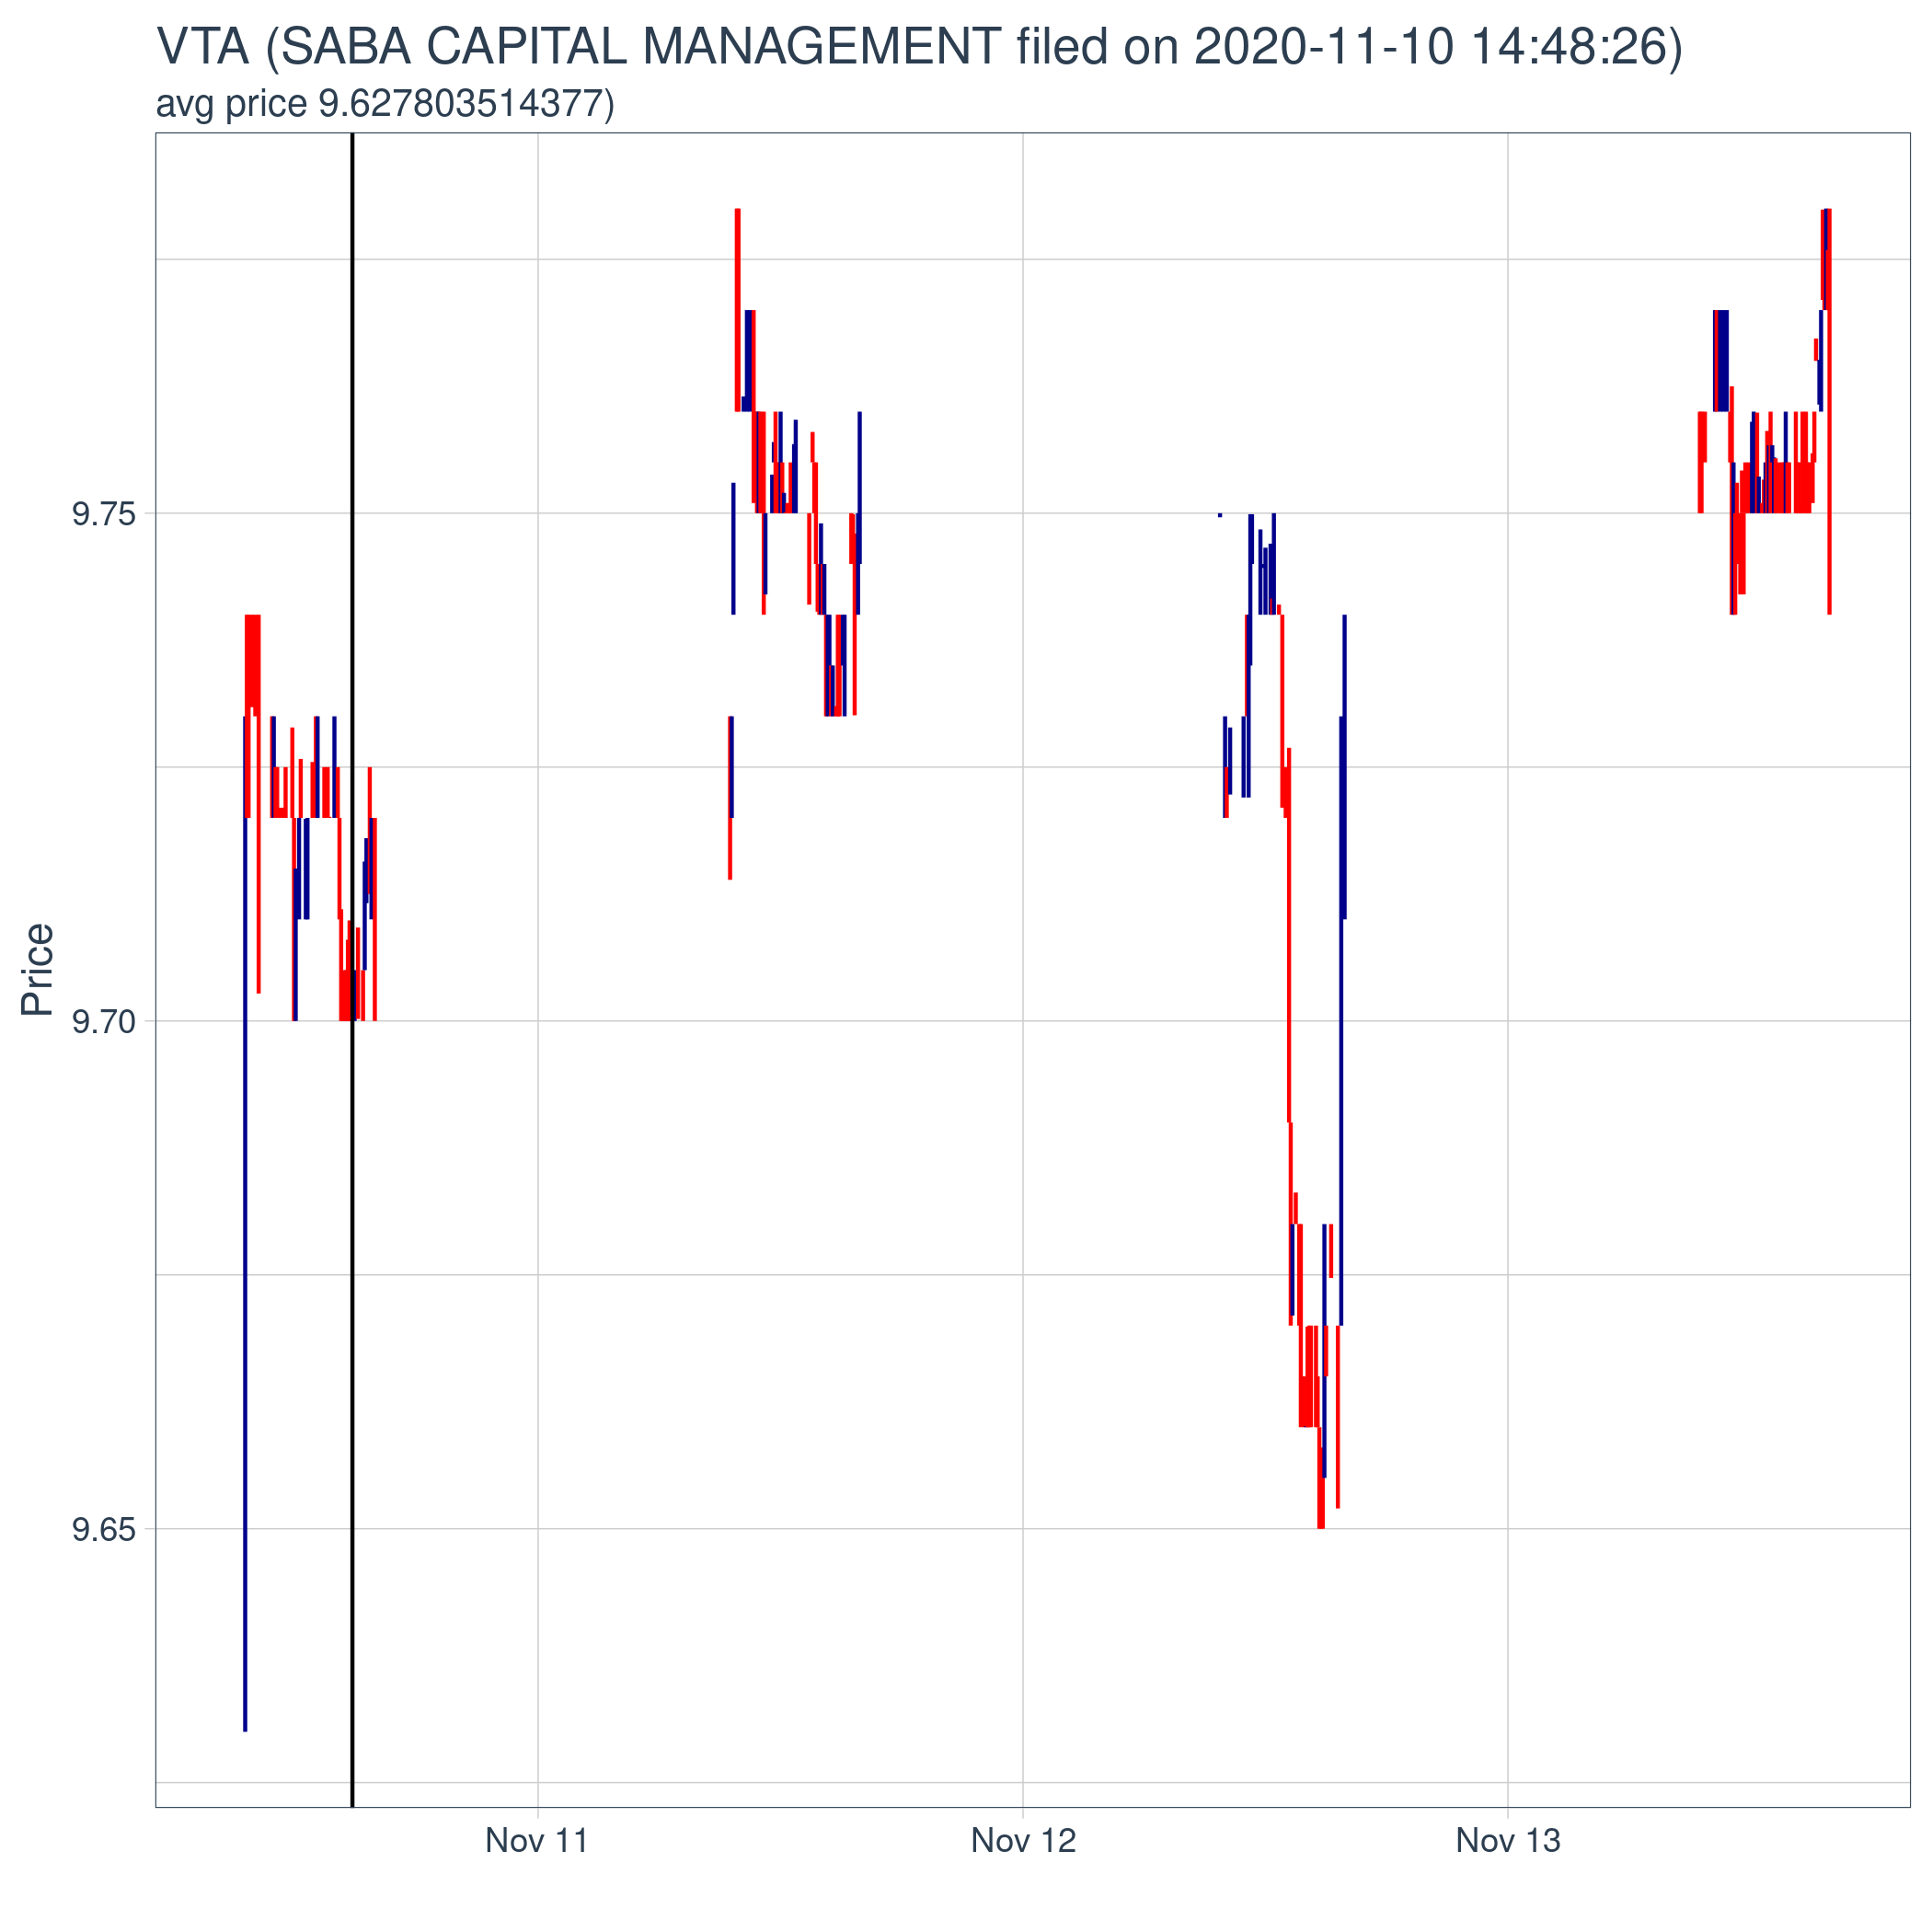 VTA (SABA CAPITAL MANAGEMENT filed on 2020-11-10 14:48:26)
avg price 9.627803514377)
Price
9.75
9.70
9.65
Nov 11
Nov 12
Nov 13